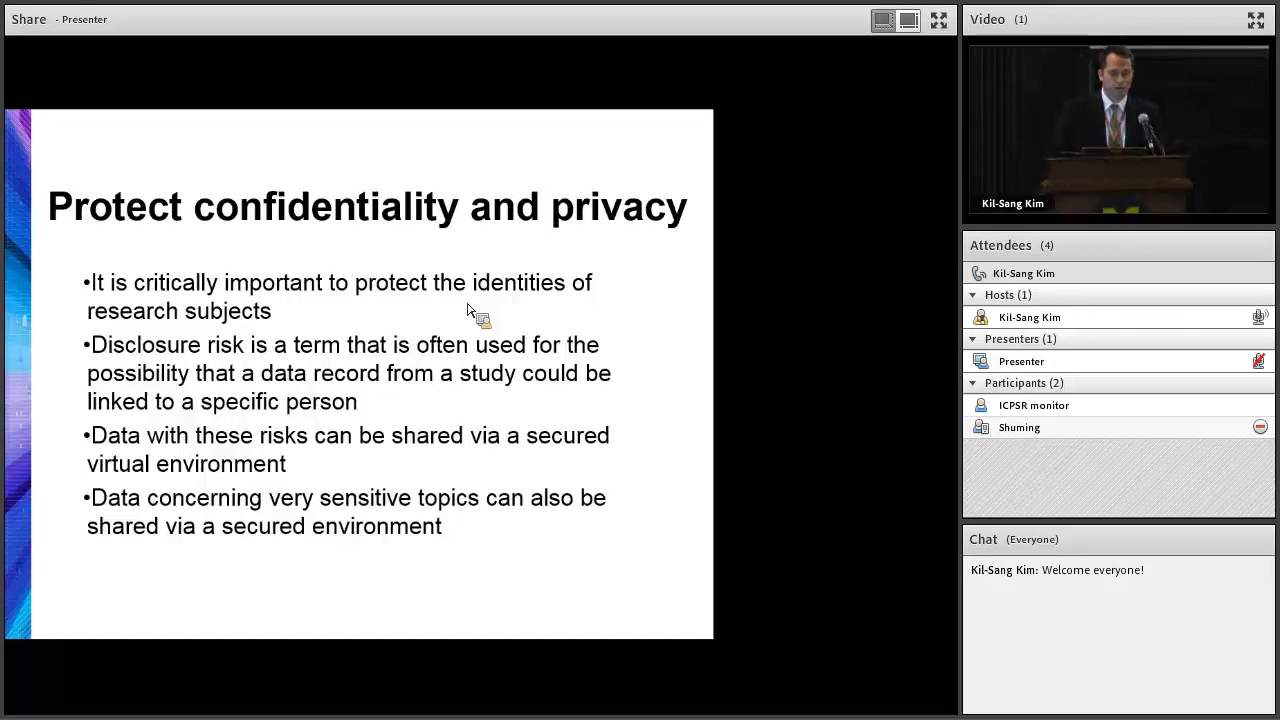 Share - Presenter
Protect confidentiality and privacy
•It is critically important to protect the identities of
research subjects
•Disclosure risk is a term that is often used for the
possibility that a data record from a study could be
linked to a specific person
•Data with these risks can be shared via a secured
virtual environment
•Data concerning very sensitive topics can also be
shared via a secured environment
Video (1)
Kil-Sang Kim
Attendees (4)
Kil-Sang Kim
Hosts (1)
Kil-Sang Kim
Presenters (1)
Presenter
Participants (2)
ICPSR monitor
Shuming
Chat (Everyone)
Kil-Sang Kim: Welcome everyone!